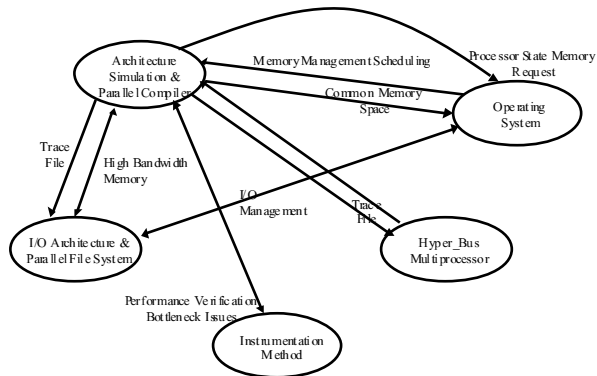 Architecture
Simulation &
Parallel Compiler
Memory Management Scheduling
Processor State Memory
Request
Common Memory
Space
Operating
System
Trace
File
High Bandwidth
Memory
I/O
Management
Trace
File
I/O Architecture &
Parallel File System
Hyper_Bus
Multiprocessor
Performance Verification
Bottleneck Issues
Instrumentation
Method